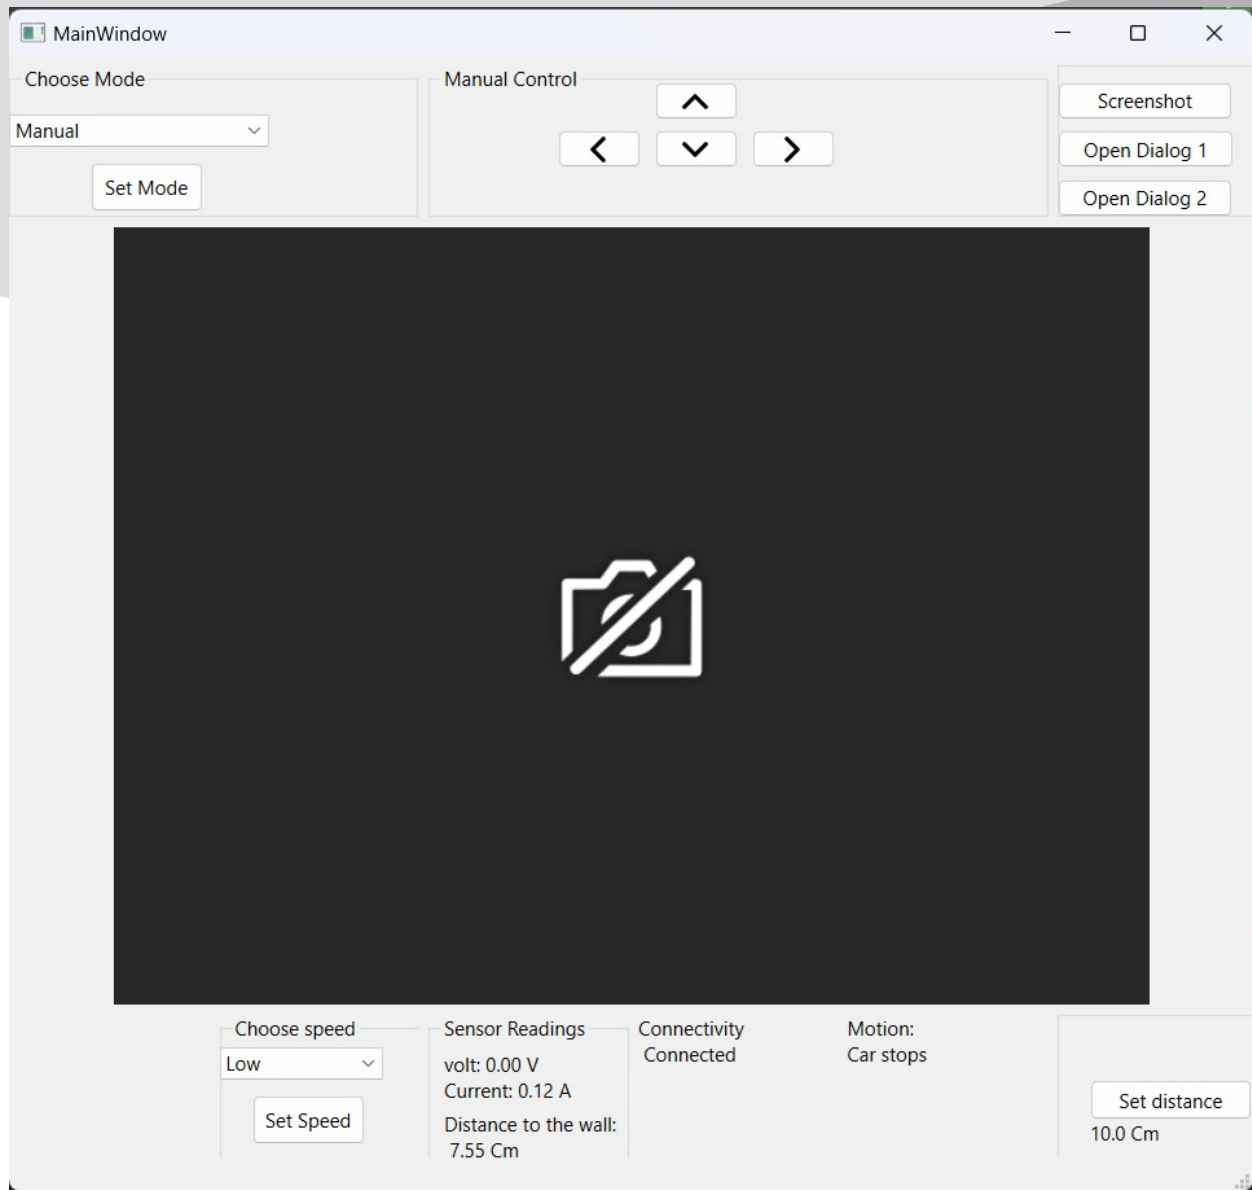 MainWindow
Choose Mode
Manual
Set Mode
Manual Control
Screenshot
Open Dialog 1
Open Dialog 2
Choose speed
Low
Set Speed
Sensor Readings
volt: 0.00 V
Current: 0.12 A
Distance to the wall:
7.55 Cm
Connectivity
Connected
Motion:
Car stops
Set distance
10.0 Cm